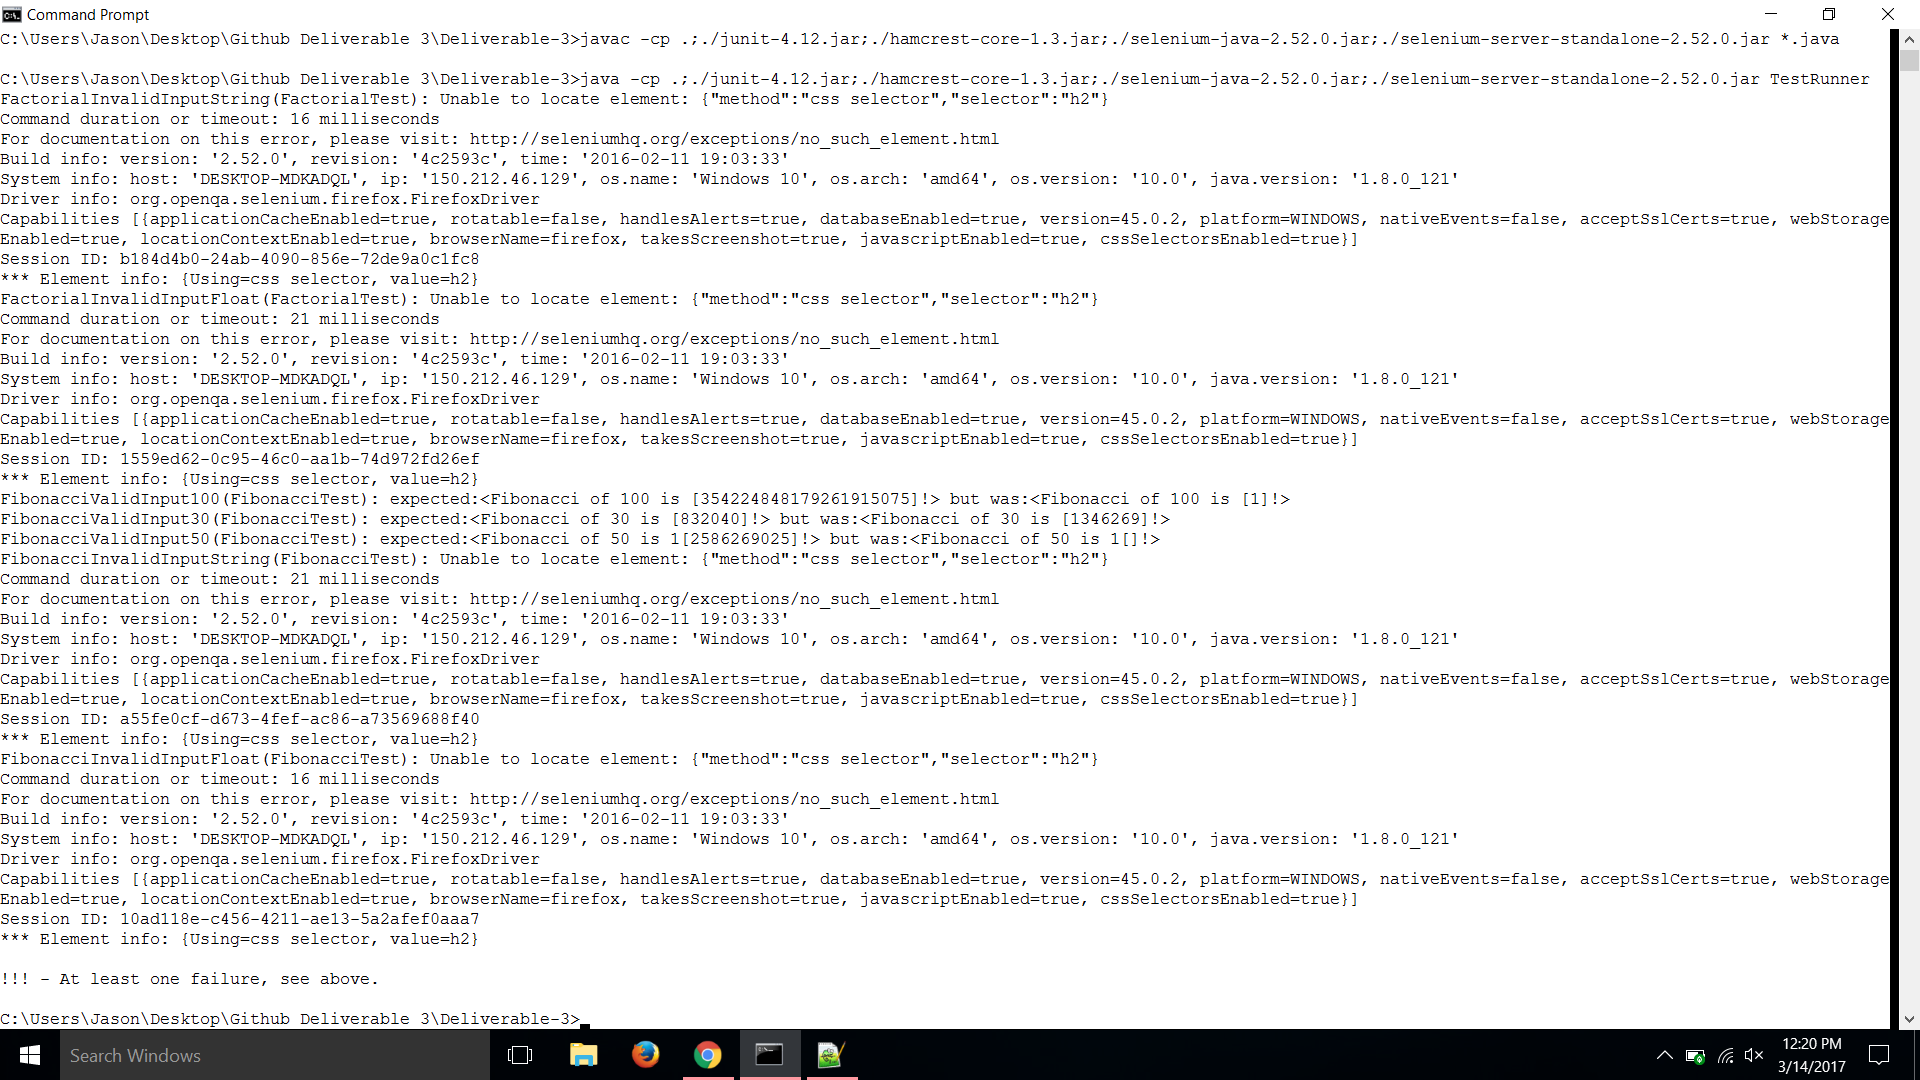 Command Prompt
C:\Users\Jason\Desktop\Github Deliverable 3\Deliverable-3>javac -cp .;./junit-4.12.jar;./hamcrest-core-1.3.jar;./selenium-java-2.52.0.jar;./selenium-server-standalone-2.52.0.jar *.java
C:\Users\Jason\Desktop\Github Deliverable 3\Deliverable-3>java -cp .;./junit-4.12.jar;./hamcrest-core-1.3.jar;./selenium-java-2.52.0.jar;./selenium-server-standalone-2.52.0.jar TestRunner
FactorialInvalidInputString(FactorialTest): Unable to locate element: {"method":"css selector","selector":"h2"}
Command duration or timeout: 16 milliseconds
For documentation on this error, please visit: http://seleniumhq.org/exceptions/no_such_element.html
Build info: version: '2.52.0', revision: '4c2593c', time: '2016-02-11 19:03:33'
System info: host: 'DESKTOP-MDKADQL', ip: '150.212.46.129', os.name: 'Windows 10', os.arch: 'amd64', os.version: '10.0', java.version: '1.8.0_121'
Driver info: org.openqa.selenium.firefox.FirefoxDriver
Capabilities [{applicationCacheEnabled=true, rotatable=false, handlesAlerts=true, databaseEnabled=true, version=45.0.2, platform=WINDOWS, nativeEvents=false, acceptSslCerts=true, webStorage
Enabled=true, locationContextEnabled=true, browserName=firefox, takesScreenshot=true, javascriptEnabled=true, cssSelectorsEnabled=true}]
Session ID: b184d4b0-24ab-4090-856e-72de9a0c1fc8
*** Element info: {Using=css selector, value=h2}
FactorialInvalidInputFloat(FactorialTest): Unable to locate element: {"method":"css selector","selector":"h2"}
Command duration or timeout: 21 milliseconds
For documentation on this error, please visit: http://seleniumhq.org/exceptions/no_such_element.html
Build info: version: '2.52.0', revision: '4c2593c', time: '2016-02-11 19:03:33'
System info: host: 'DESKTOP-MDKADQL', ip: '150.212.46.129', os.name: 'Windows 10', os.arch: 'amd64', os.version: '10.0', java.version: '1.8.0_121'
Driver info: org.openqa.selenium.firefox.FirefoxDriver
Capabilities [{applicationCacheEnabled=true, rotatable=false, handlesAlerts=true, databaseEnabled=true, version=45.0.2, platform=WINDOWS, nativeEvents=false, acceptSslCerts=true, webStorage
Enabled=true, locationContextEnabled=true, browserName=firefox, takesScreenshot=true, javascriptEnabled=true, cssSelectorsEnabled=true}]
Session ID: 1559ed62-0c95-46c0-aa1b-74d972fd26ef
*** Element info: {Using=css selector, value=h2}
FibonacciValidInput100(FibonacciTest): expected:<Fibonacci of 100 is [354224848179261915075]!> but was:<Fibonacci of 100 is [1]!>
FibonacciValidInput30(FibonacciTest): expected:<Fibonacci of 30 is [832040]!> but was:<Fibonacci of 30 is [1346269]!>
FibonacciValidInput50(FibonacciTest): expected:<Fibonacci of 50 is 1[2586269025]!> but was:<Fibonacci of 50 is 1[]!>
FibonacciInvalidInputString(FibonacciTest): Unable to locate element: {"method":"css selector","selector":"h2"}
Command duration or timeout: 21 milliseconds
For documentation on this error, please visit: http://seleniumhq.org/exceptions/no_such_element.html
Build info: version: '2.52.0', revision: '4c2593c', time: '2016-02-11 19:03:33'
System info: host: 'DESKTOP-MDKADQL', ip: '150.212.46.129', os.name: 'Windows 10', os.arch: 'amd64', os.version: '10.0', java.version: '1.8.0_121'
Driver info: org.openqa.selenium.firefox.FirefoxDriver
Capabilities [{applicationCacheEnabled=true, rotatable=false, handlesAlerts=true, databaseEnabled=true, version=45.0.2, platform=WINDOWS, nativeEvents=false, acceptSslCerts=true, webStorage
Enabled=true, locationContextEnabled=true, browserName=firefox, takesScreenshot=true, javascriptEnabled=true, cssSelectorsEnabled=true}]
Session ID: a55fe0cf-d673-4fef-ac86-a73569688f40
*** Element info: {Using=css selector, value=h2}
FibonacciInvalidInputFloat(FibonacciTest): Unable to locate element: {"method":"css selector","selector":"h2"}
Command duration or timeout: 16 milliseconds
For documentation on this error, please visit: http://seleniumhq.org/exceptions/no_such_element.html
Build info: version: '2.52.0', revision: '4c2593c', time: '2016-02-11 19:03:33'
System info: host: 'DESKTOP-MDKADQL', ip: '150.212.46.129', os.name: 'Windows 10', os.arch: 'amd64', os.version: '10.0', java.version: '1.8.0_121'
Driver info: org.openqa.selenium.firefox.FirefoxDriver
Capabilities [{applicationCacheEnabled=true, rotatable=false, handlesAlerts=true, databaseEnabled=true, version=45.0.2, platform=WINDOWS, nativeEvents=false, acceptSslCerts=true, webStorage
Enabled=true, locationContextEnabled=true, browserName=firefox, takesScreenshot=true, javascriptEnabled=true, cssSelectorsEnabled=true}]
Session ID: 10ad118e-c456-4211-ae13-5a2afef0aaa7
*** Element info: {Using=css selector, value=h2}
!!! - At least one failure, see above.
C:\Users\Jason\Desktop\Github Deliverable 3\Deliverable-3>
Search Windows
12:20 PM
3/14/2017